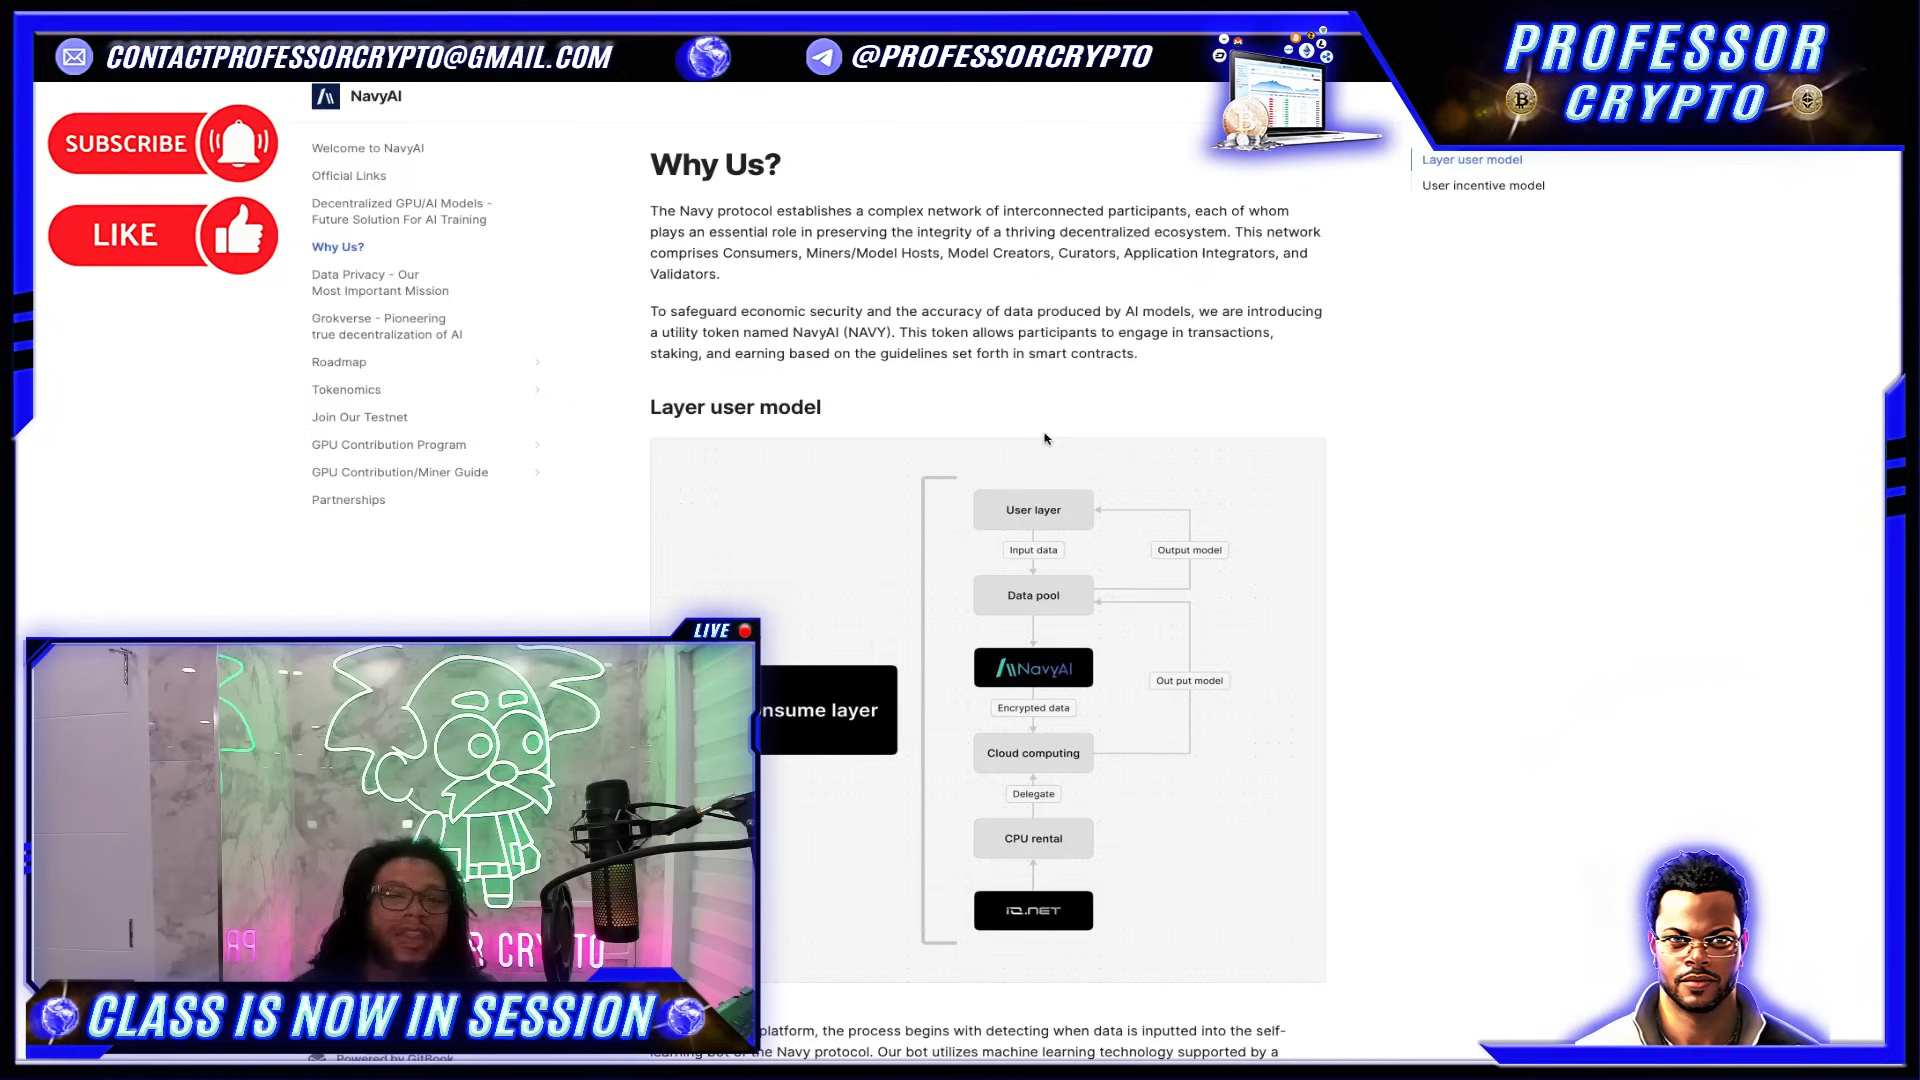 CONTACTPROFESSORCRYPTO@GMAIL.COM
@PROFESSORCRYPTO
PROFESSOR
CRYPTO
SUBSCRIBE
LIKE
NavyAI
Welcome to NavyAI
Official Links
Decentralized GPU/AI Models -
Future Solution For AI Training
Why Us?
Data Privacy - Our
Most Important Mission
Grokverse - Pioneering
true decentralization of AI
Roadmap
Tokenomics
Join Our Testnet
GPU Contribution Program
GPU Contribution/Miner Guide
Partnerships
Powered by GitBook
Why Us?
The Navy protocol establishes a complex network of interconnected participants, each of whom
plays an essential role in preserving the integrity of a thriving decentralized ecosystem. This network
comprises Consumers, Miners/Model Hosts, Model Creators, Curators, Application Integrators, and
Validators.
To safeguard economic security and the accuracy of data produced by AI models, we are introducing
a utility token named NavyAI (NAVY). This token allows participants to engage in transactions,
staking, and earning based on the guidelines set forth in smart contracts.
Layer user model
nsume layer
User layer
Input data
Output model
Data pool
NavyAI
Out put model
Encrypted data
Cloud computing
Delegate
CPU rental
io.net
platform, the process begins with detecting when data is inputted into the self-
learning bot of the Navy protocol. Our bot utilizes machine learning technology supported by a
Layer user model
User incentive model
LIVE
R CRYPTO
CLASS IS NOW IN SESSION